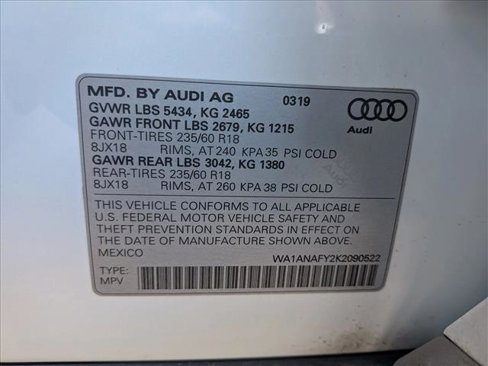 MFD. BY AUDI AG 0319
GVWR LBS 5434, KG 2465
GAWR FRONT LBS 2679, KG 1215
FRONT-TIRES 235/60 R18
8JX18 RIMS, AT 240 KPA 35 PSI COLD
GAWR REAR LBS 3042, KG 1380
REAR-TIRES 235/60 R18
8JX18 RIMS, AT 260 KPA 38 PSI COLD
Audi
Audi
THIS VEHICLE CONFORMS TO ALL APPLICABLE
U.S. FEDERAL MOTOR VEHICLE SAFETY AND
THEFT PREVENTION STANDARDS IN EFFECT ON
THE DATE OF MANUFACTURE SHOWN ABOVE.
MEXICO WA1ANAFY2K2090522
TYPE:
MPV